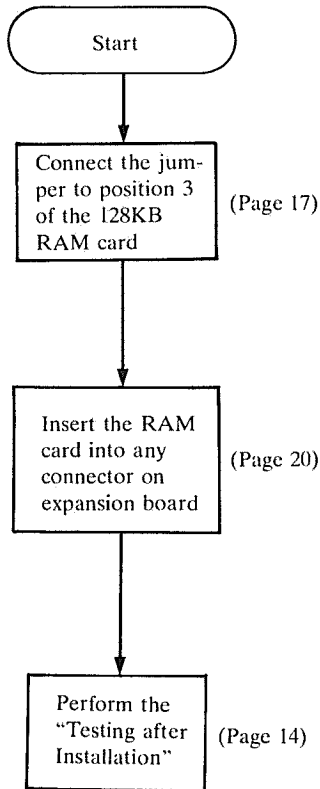 Start
Connect the jum-
per to position 3
of the 128KB
RAM card
(Page 17)
Insert the RAM
card into any
connector on
expansion board
(Page 20)
Perform the
“Testing after
Installation”
(Page 14)